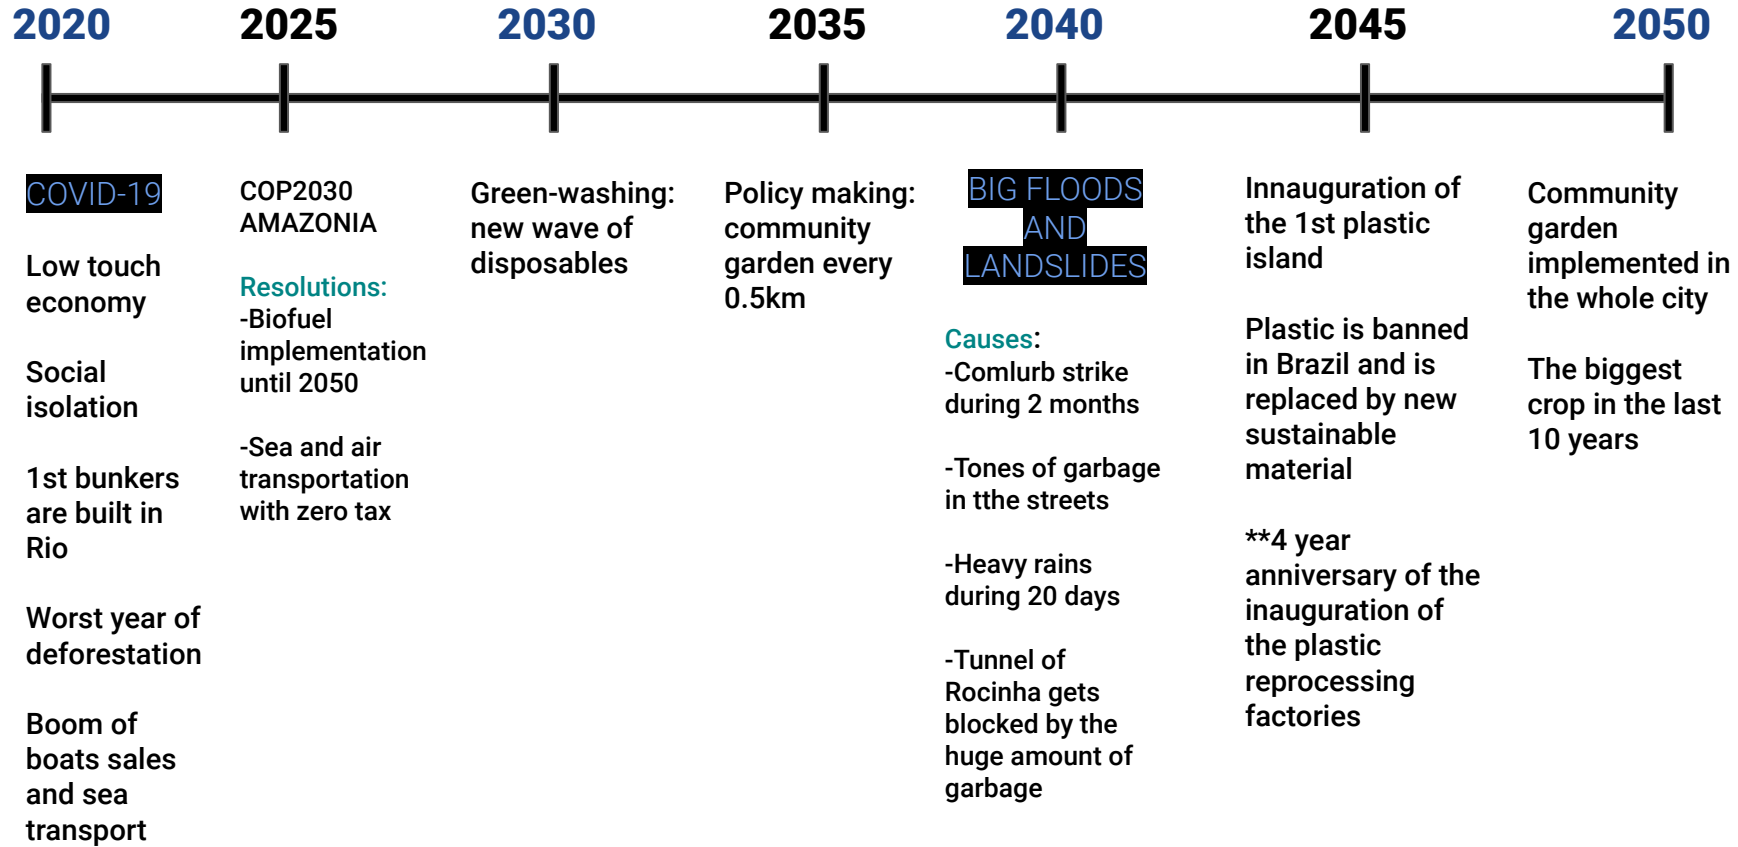 2020 2025 2030 2035 2040 2045 2050
COVID-19
Low touch
economy
Social
isolation
1st bunkers
are built in
Rio
Worst year of
deforestation
Boom of
boats sales
and sea
transport
COP2030
AMAZONIA
Resolutions:
-Biofuel
implementation
until 2050
-Sea and air
transportation
with zero tax
Green-washing:
new wave of
disposables
Policy making:
community
garden every
0.5km
BIG FLOODS
AND
LANDSLIDES
Causes:
-Comlurb strike
during 2 months
-Tones of garbage
in tthe streets
-Heavy rains
during 20 days
-Tunnel of
Rocinha gets
blocked by the
huge amount of
garbage
Innauguration of
the 1st plastic
island
Plastic is banned
in Brazil and is
replaced by new
sustainable
material
**4 year
anniversary of the
inauguration of
the plastic
reprocessing
factories
Community
garden
implemented in
the whole city
The biggest
crop in the last
10 years